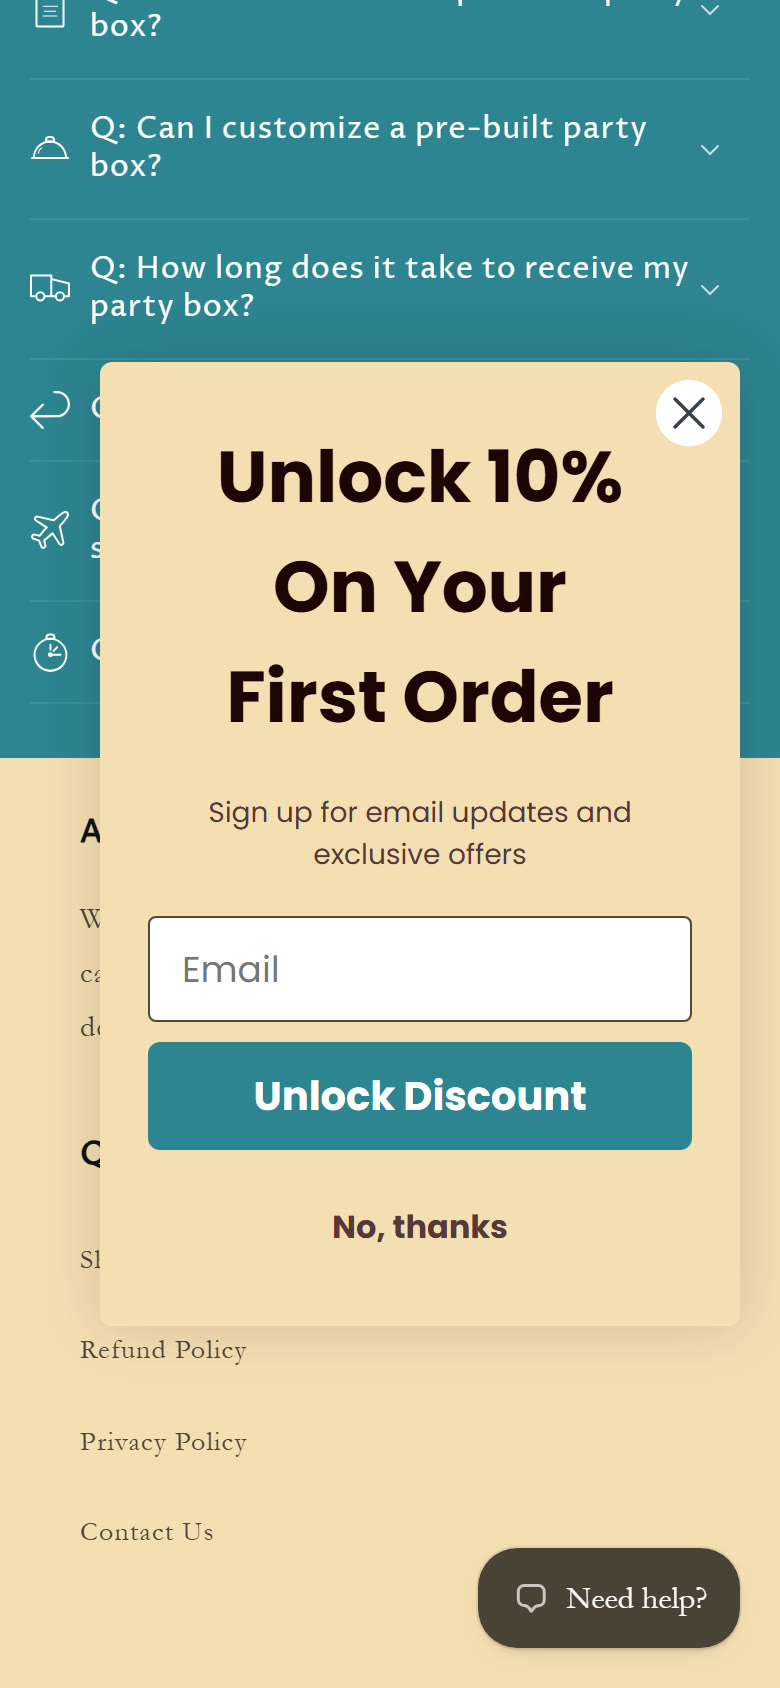 box?
Q: Can I customize a pre-built party
box?
Q: How long does it take to receive my
party box?
Unlock 10%
On Your
First Order
Sign up for email updates and
exclusive offers
Email
Unlock Discount
No, thanks
Refund Policy
Privacy Policy
Contact Us
Need help?